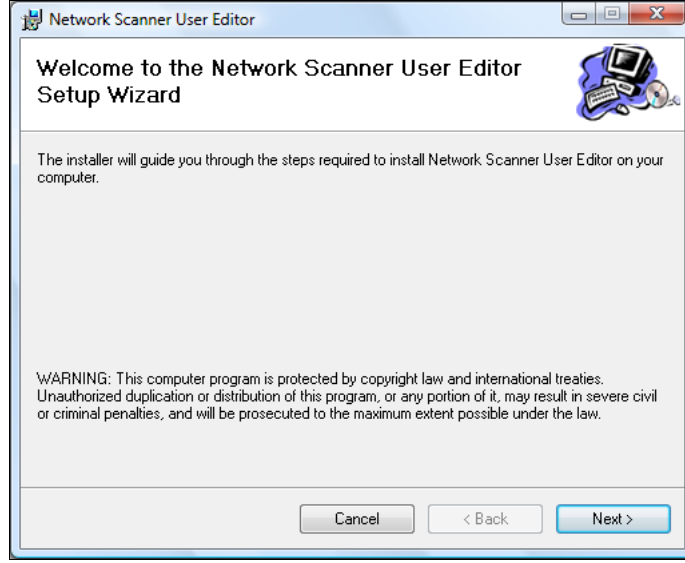 Network Scanner User Editor
Welcome to the Network Scanner User Editor
Setup Wizard
The installer will guide you through the steps required to install Network Scanner User Editor on your
computer.
WARNING: This computer program is protected by copyright law and international treaties.
Unauthorized duplication or distribution of this program, or any portion of it, may result in severe civil
or criminal penalties, and will be prosecuted to the maximum extent possible under the law.
Cancel < Back Next >